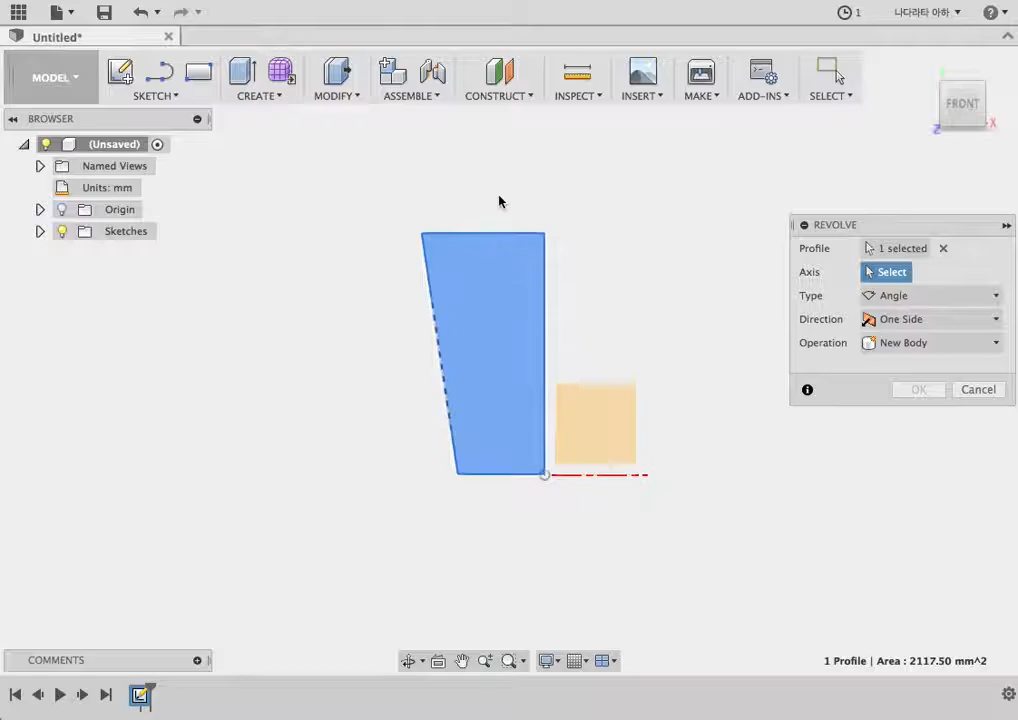 1 나다라타 아하
Untitled*
MODEL
SKETCH CREATE MODIFY ASSEMBLE CONSTRUCT INSPECT INSERT MAKE ADD-INS SELECT
BROWSER
FRONT
X
Z
(Unsaved)
Named Views
Units: mm
Origin
Sketches
REVOLVE
Profile 1 selected
Axis Select
Type Angle
Direction One Side
Operation New Body
OK Cancel
COMMENTS
1 Profile | Area : 2117.50 mm^2